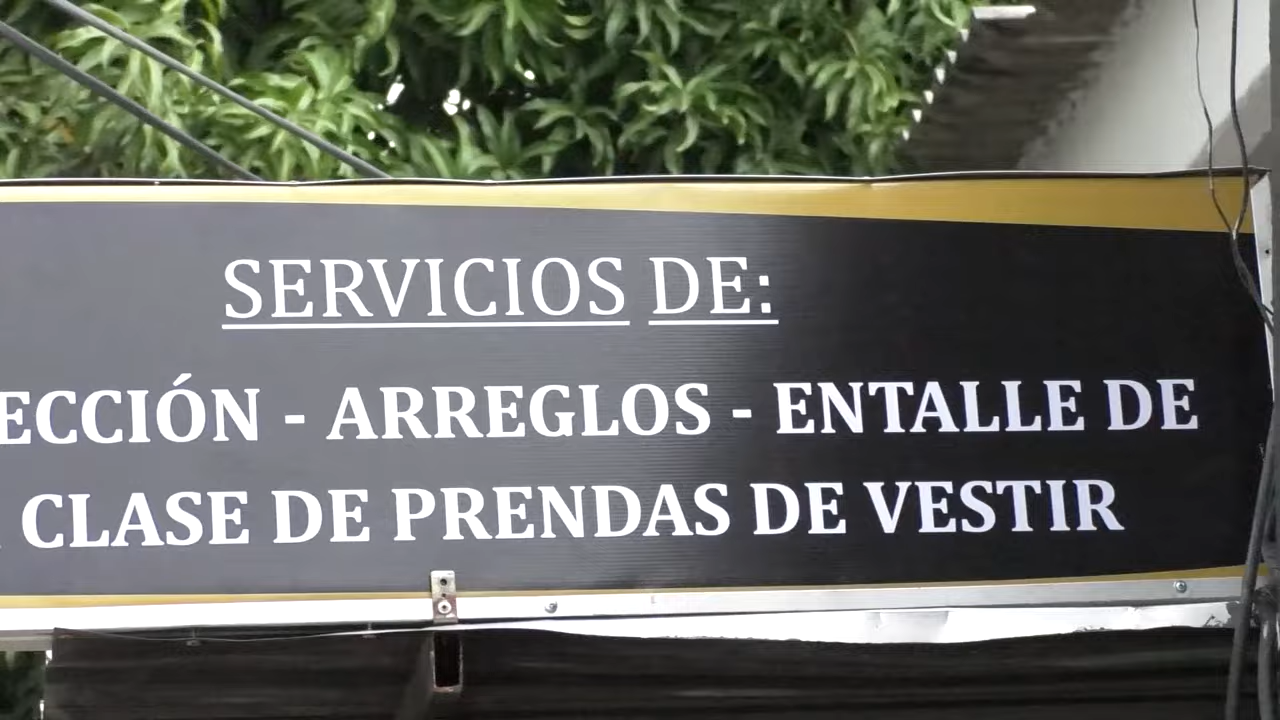 SERVICIOS DE:
ECCIÓN - ARREGLOS - ENTALLE DE
CLASE DE PRENDAS DE VESTIR